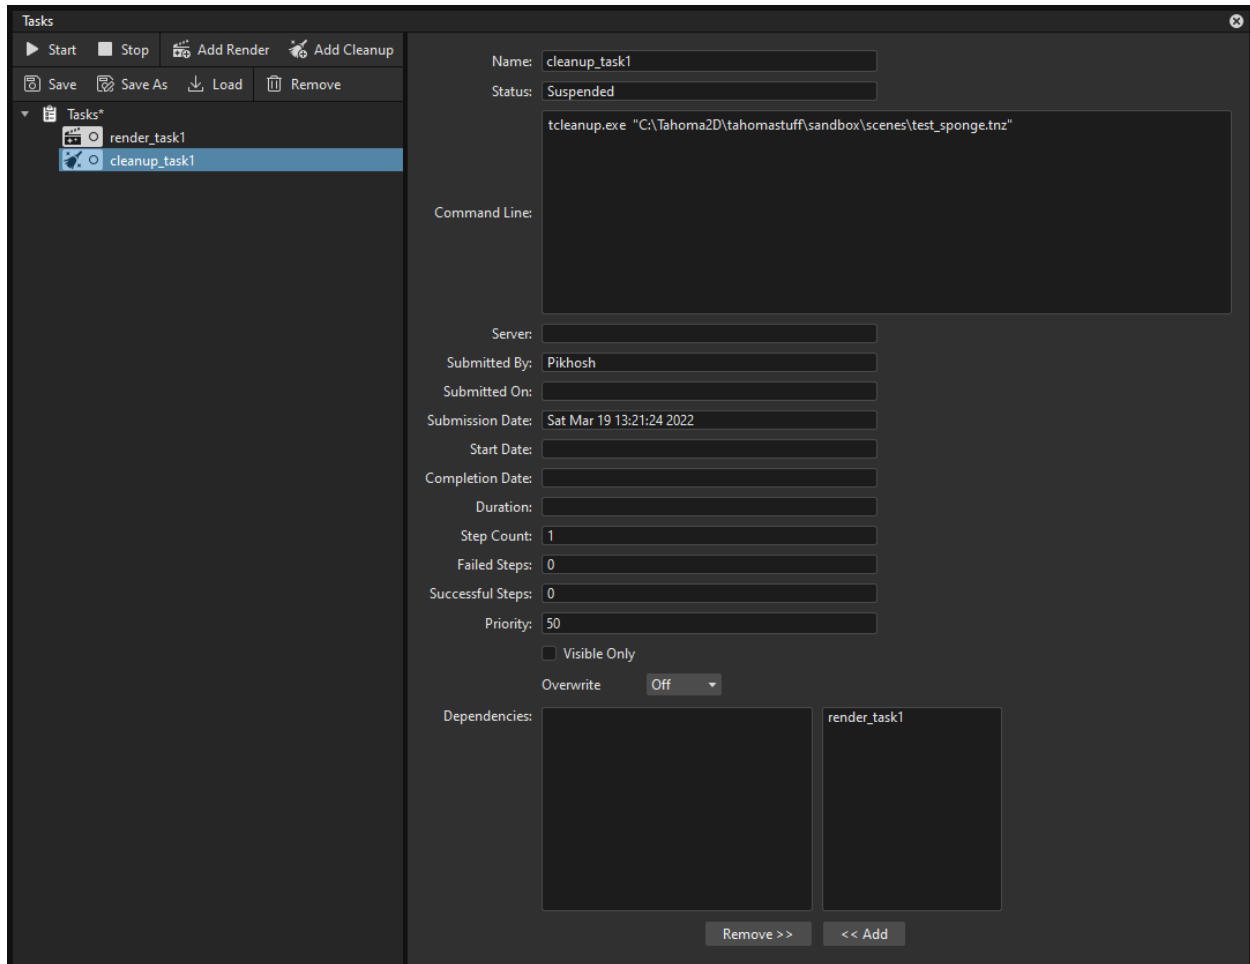 Tasks
Start Stop Add Render Add Cleanup
Save Save As Load Remove
Tasks*
render_task1
cleanup_task1
Name: cleanup_task1
Status: Suspended
Command Line: tcleanup.exe "C:\Tahoma2D\tahomastuff\sandbox\scenes\test_sponge.tnz"
Server:
Submitted By: Pikhosh
Submitted On:
Submission Date: Sat Mar 19 13:21:24 2022
Start Date:
Completion Date:
Duration:
Step Count: 1
Failed Steps: 0
Successful Steps: 0
Priority: 50
Visible Only
Overwrite Off
Dependencies: render_task1
Remove >> << Add